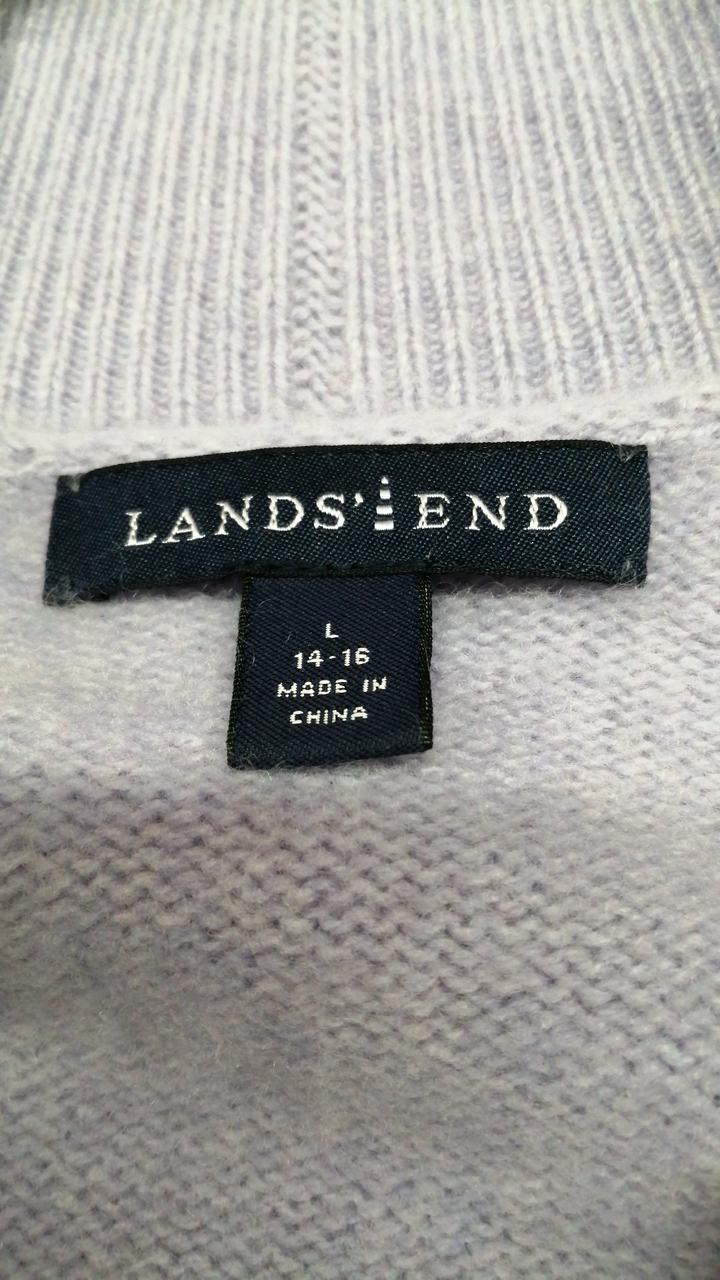 LANDS' END
L
14-16
MADE IN
CHINA